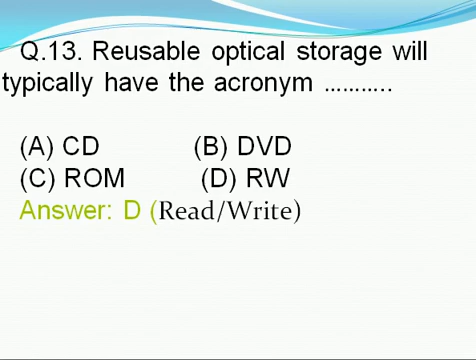 Q.13. Reusable optical storage will
typically have the acronym ...........
(A) CD (B) DVD
(C) ROM (D) RW
Answer: D (Read/Write)